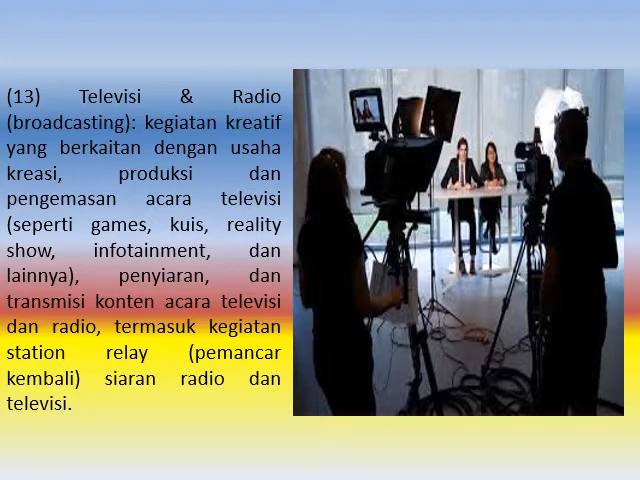 (13) Televisi & Radio
(broadcasting): kegiatan kreatif
yang berkaitan dengan usaha
kreasi, produksi dan
pengemasan acara televisi
(seperti games, kuis, reality
show, infotainment, dan
lainnya), penyiaran, dan
transmisi konten acara televisi
dan radio, termasuk kegiatan
station relay (pemancar
kembali) siaran radio dan
televisi.